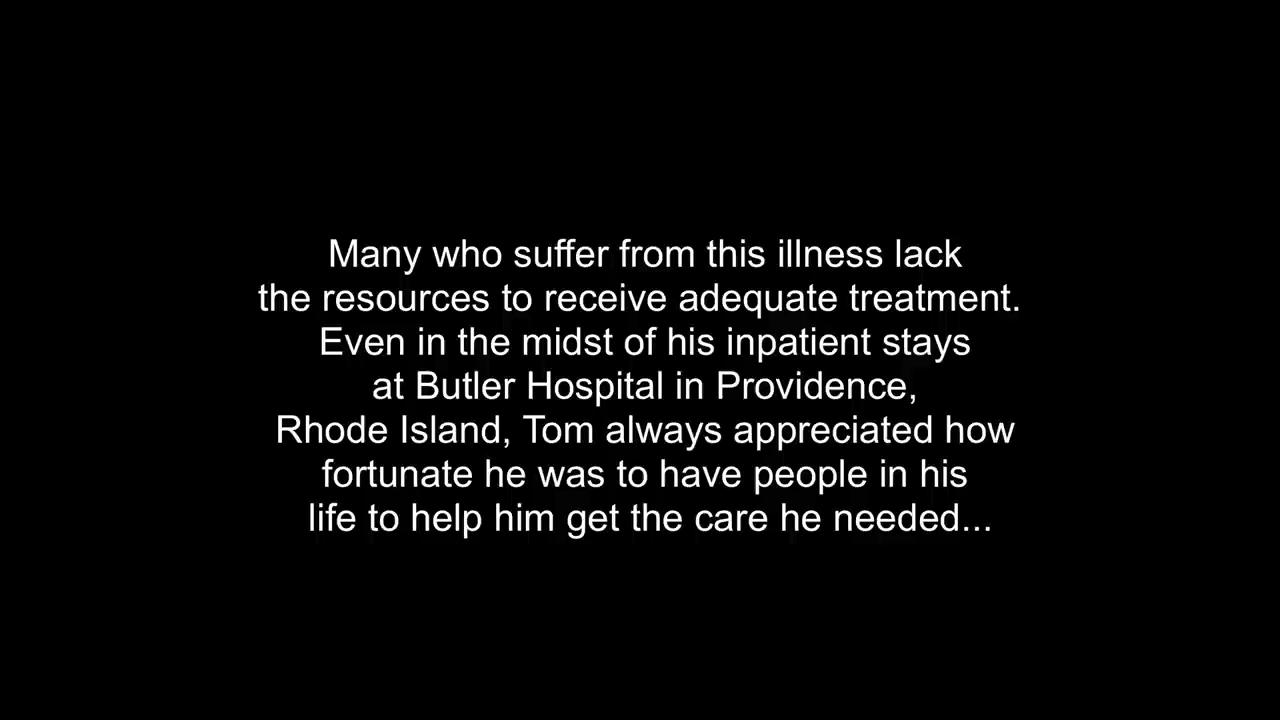 Many who suffer from this illness lack
the resources to receive adequate treatment.
Even in the midst of his inpatient stays
at Butler Hospital in Providence,
Rhode Island, Tom always appreciated how
fortunate he was to have people in his
life to help him get the care he needed...